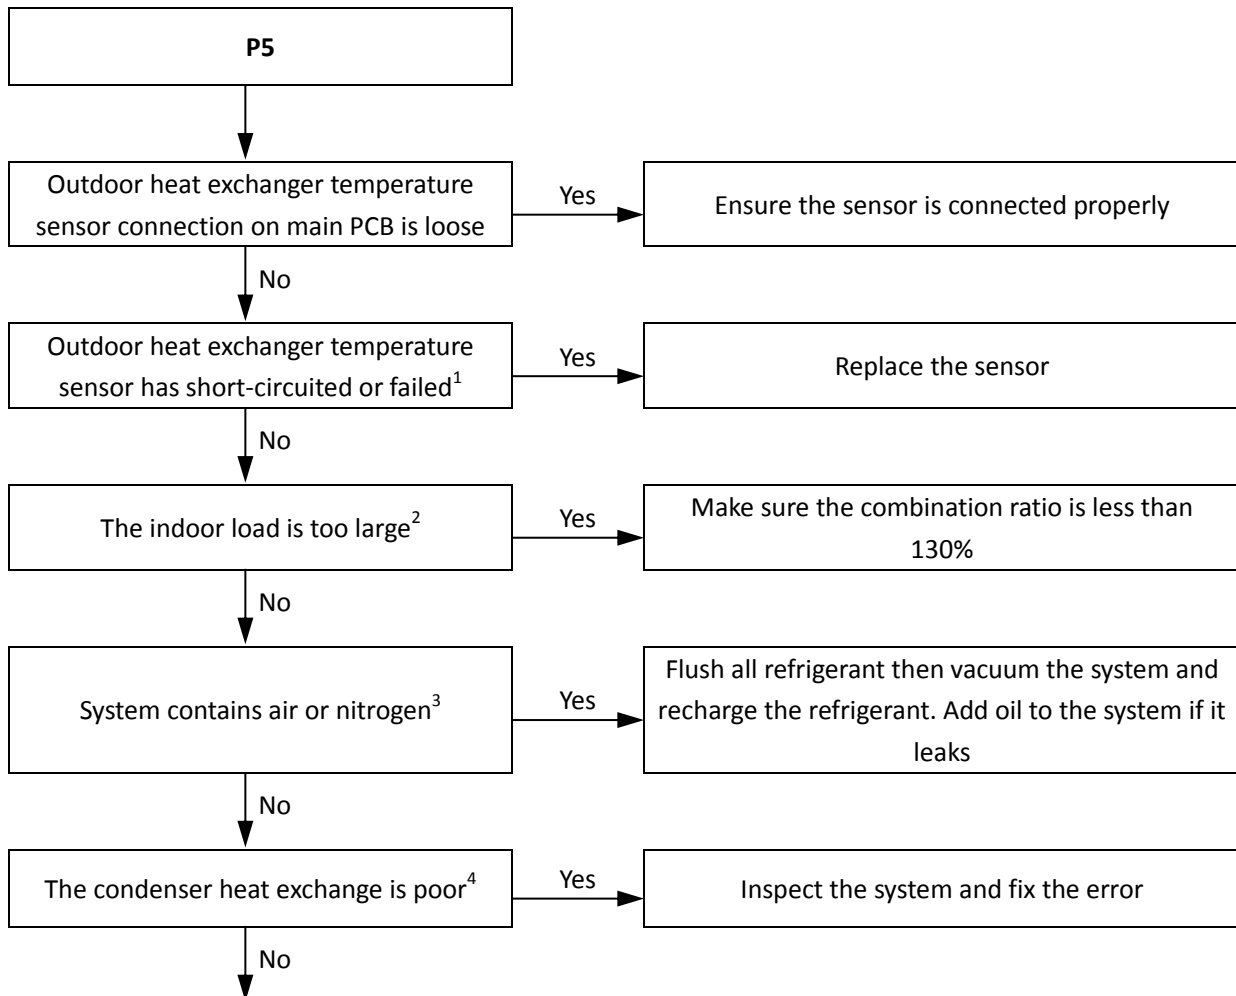 P5
Outdoor heat exchanger temperature
sensor connection on main PCB is loose
Yes
Ensure the sensor is connected properly
No
Outdoor heat exchanger temperature
sensor has short-circuited or failed1
Yes
Replace the sensor
No
The indoor load is too large2
Yes
Make sure the combination ratio is less than
130%
No
System contains air or nitrogen3
Yes
Flush all refrigerant then vacuum the system and
recharge the refrigerant. Add oil to the system if it
leaks
No
The condenser heat exchange is poor4
Yes
Inspect the system and fix the error
No